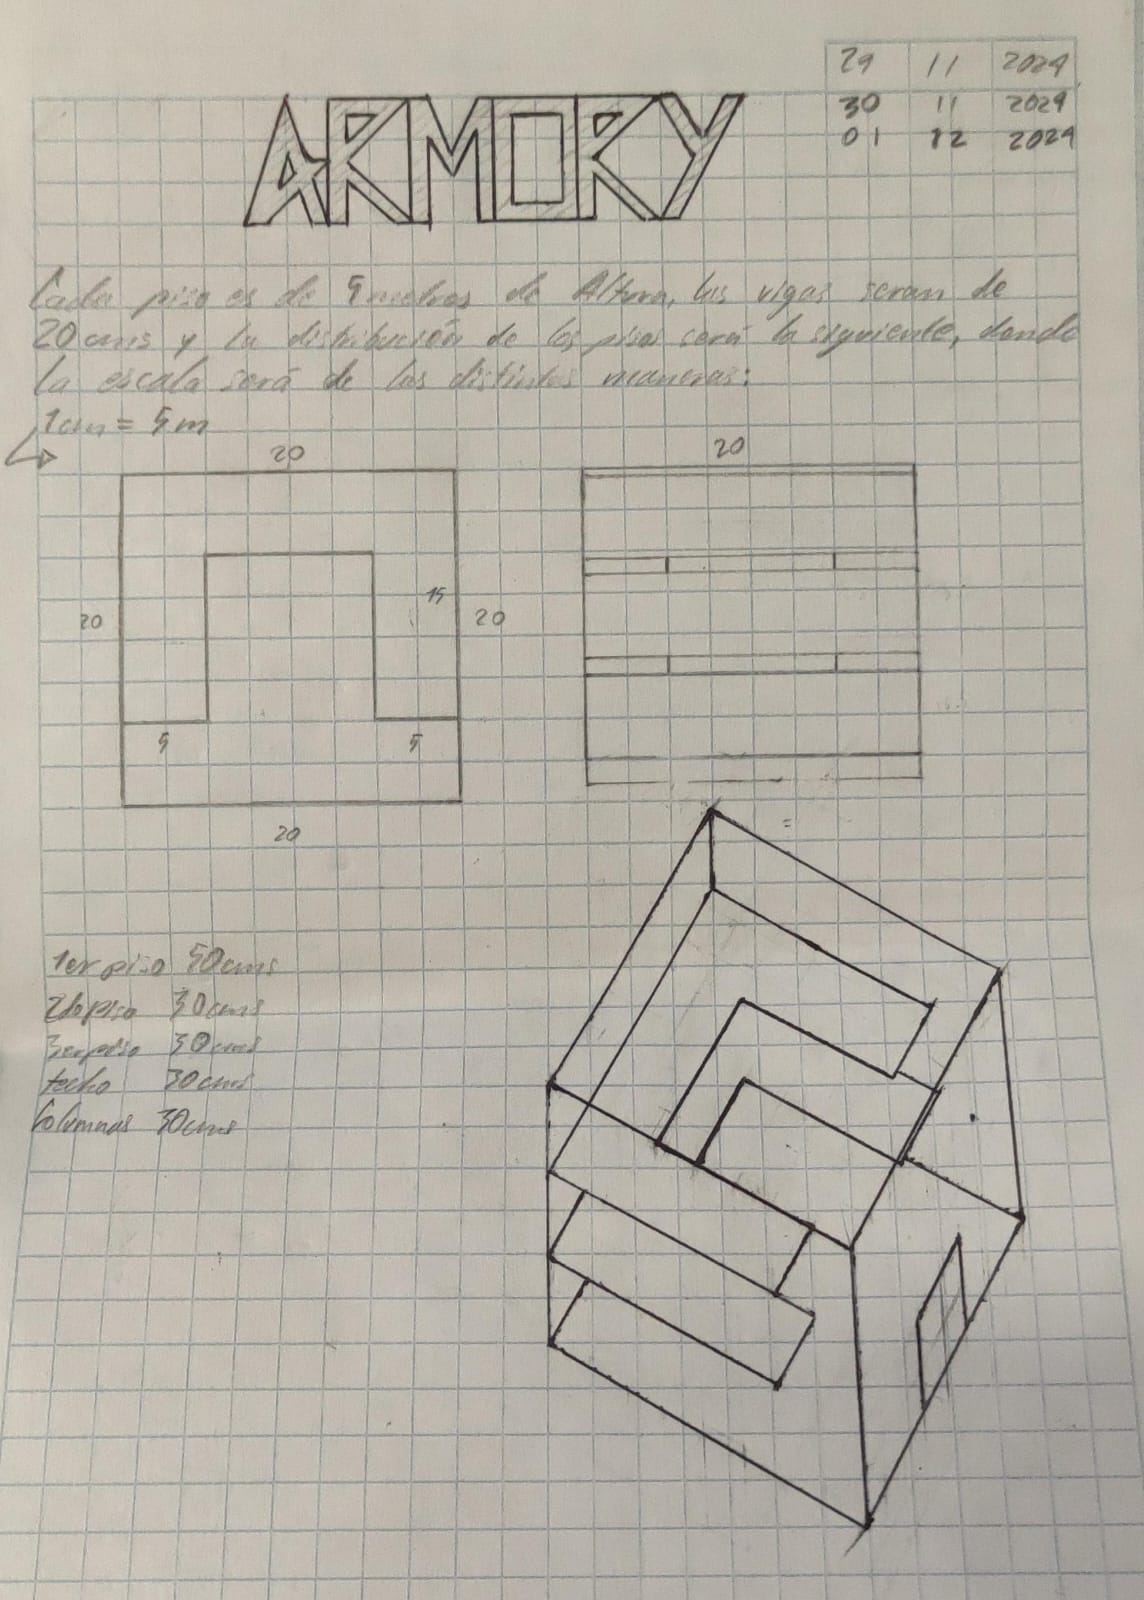 29 11 2024
30 11 2024
01 12 2024
ARMORY
Cada piso es de 5 metros de Altura, las vigas seran de
20 cms y la distribución de los pisos será la siguiente, donde
la escala será de las distintas maneras:
1cm = 5m
20
20
20
15
20
5
5
20
1er piso 50cms
2do piso 30cms
3er piso 30cms
techo 30cms
Columnas 30cms